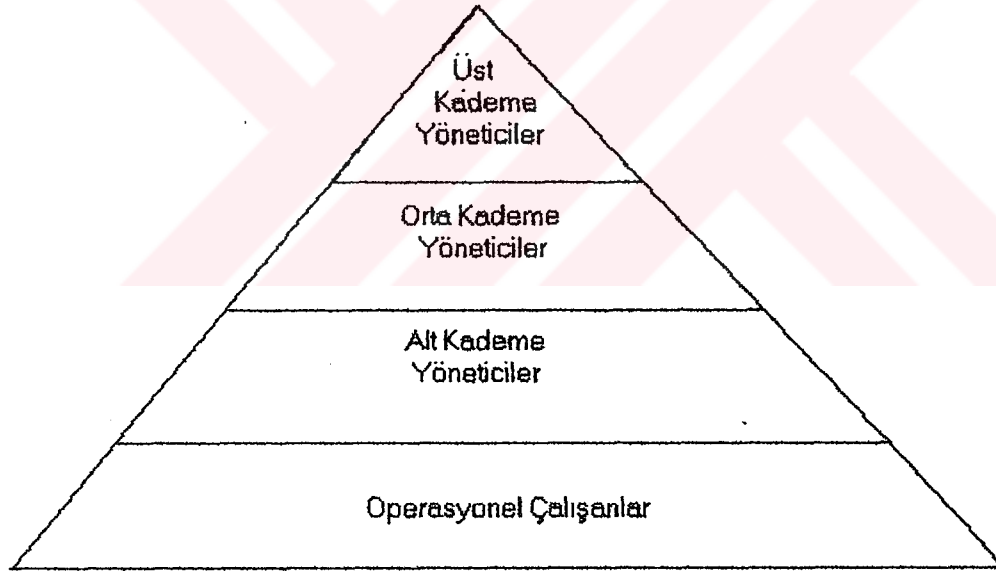 Üst
Kademe
Yöneticiler
Orta Kademe
Yöneticiler
Alt Kademe
Yöneticiler
Operasyonel Çalışanlar